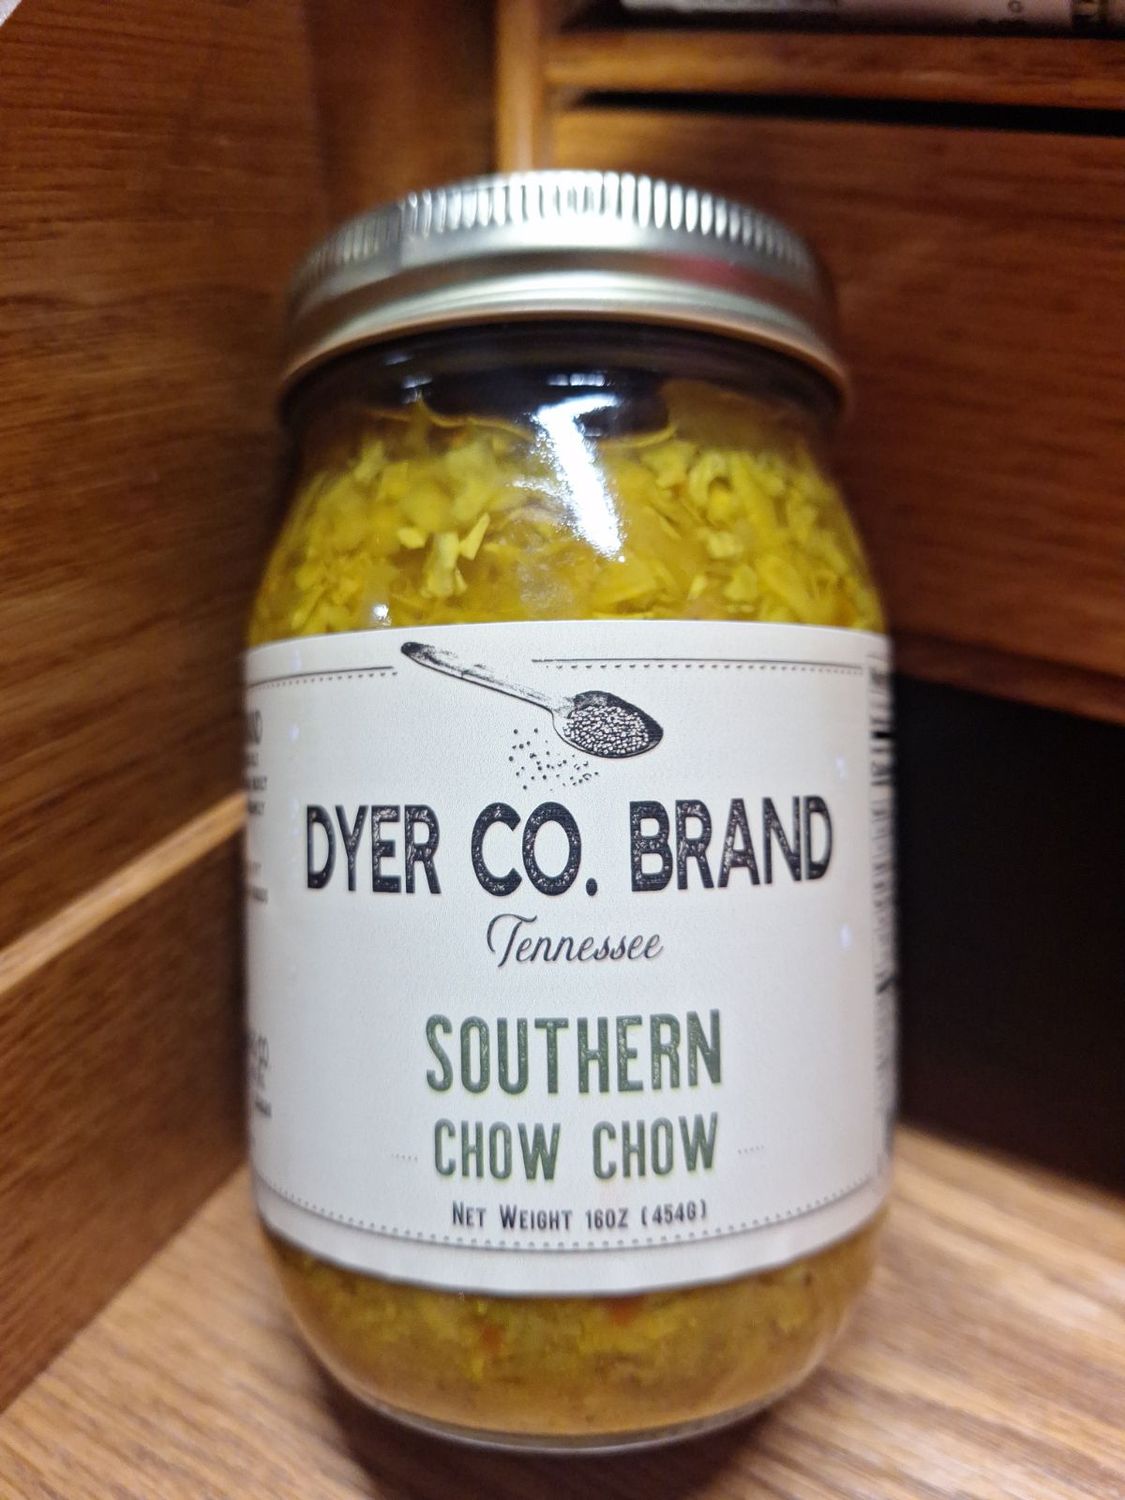 DYER CO. BRAND
Tennessee
SOUTHERN
CHOW CHOW
NET WEIGHT 16OZ (454G)